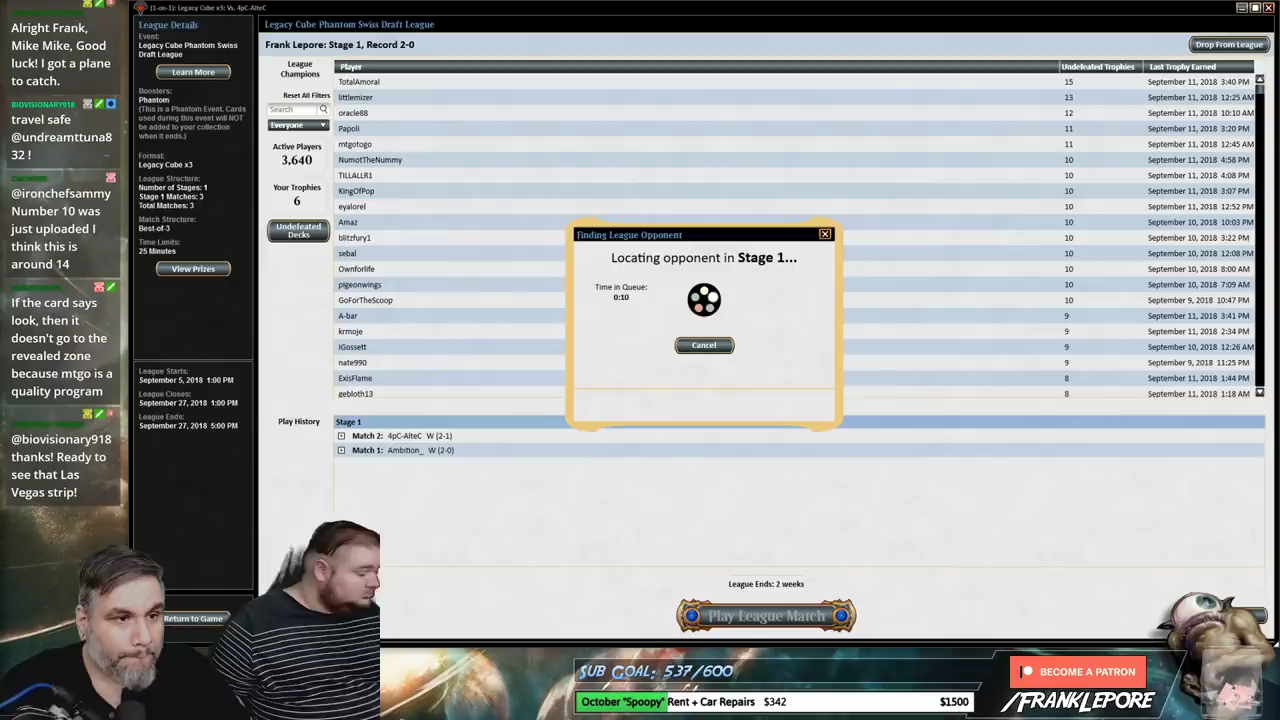 (1-on-1): Legacy Cube x3: Vs. 4pC-AlteC
Alright Frank,
Mike Mike, Good
luck! I got a plane
to catch.
BIOVISIONARY918
travel safe
@undreamttuna8
32 !
@ironchefsammy
Number 10 was
just uploaded I
think this is
around 14
If the card says
look, then it
doesn't go to the
revealed zone
because mtgo is a
quality program
@biovisionary918
thanks! Ready to
see that Las
Vegas strip!
League Details
Event:
Legacy Cube Phantom Swiss
Draft League
Learn More
Boosters:
Phantom
(This is a Phantom Event. Cards
used during this event will NOT
be added to your collection
when it ends.)
Format:
Legacy Cube x3
League Structure:
Number of Stages: 1
Stage 1 Matches: 3
Total Matches: 3
Match Structure:
Best-of-3
Time Limits:
25 Minutes
View Prizes
League Starts:
September 5, 2018 1:00 PM
League Closes:
September 27, 2018 1:00 PM
League Ends:
September 27, 2018 5:00 PM
Return to Game
Legacy Cube Phantom Swiss Draft League
Frank Lepore: Stage 1, Record 2-0
Drop From League
League
Champions
Reset All Filters
Search
Everyone
Active Players
3,640
Your Trophies
6
Undefeated
Decks
Player Undefeated Trophies Last Trophy Earned
TotalAmoral 15 September 11, 2018 3:40 PM
littlemizer 13 September 11, 2018 12:25 AM
oracle88 12 September 11, 2018 10:10 AM
Papoli 11 September 11, 2018 3:20 PM
mtgotogo 11 September 11, 2018 12:45 AM
NumotTheNummy 10 September 11, 2018 4:58 PM
TILLALLR1 10 September 11, 2018 4:08 PM
KingOfPop 10 September 11, 2018 3:07 PM
eyalorel 10 September 11, 2018 12:52 PM
Amaz 10 September 10, 2018 10:03 PM
blitzfury1 10 September 10, 2018 3:22 PM
sebal 10 September 10, 2018 12:08 PM
Ownforlife 10 September 10, 2018 8:00 AM
pigeonwings 10 September 10, 2018 7:09 AM
GoForTheScoop 10 September 9, 2018 10:47 PM
A-bar 9 September 11, 2018 3:41 PM
krmoje 9 September 11, 2018 2:34 PM
IGossett 9 September 10, 2018 12:26 AM
nate990 9 September 9, 2018 11:25 PM
ExisFlame 8 September 11, 2018 1:44 PM
gebloth13 8 September 11, 2018 1:18 AM
Finding League Opponent
Locating opponent in Stage 1...
Time in Queue:
0:10
Cancel
Play History
Stage 1
Match 2: 4pC-AlteC W (2-1)
Match 1: Ambition_ W (2-0)
League Ends: 2 weeks
Play League Match
SUB GOAL: 537/600
October "Spoopy" Rent + Car Repairs $342 $1500
BECOME A PATRON
/FRANKLEPORE